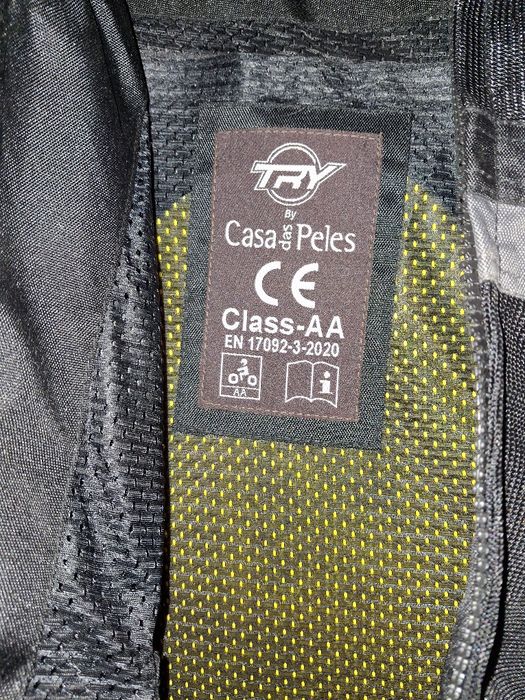 TRY
By
Casa das Peles
CE
Class-AA
EN 17092-3-2020
AA
i